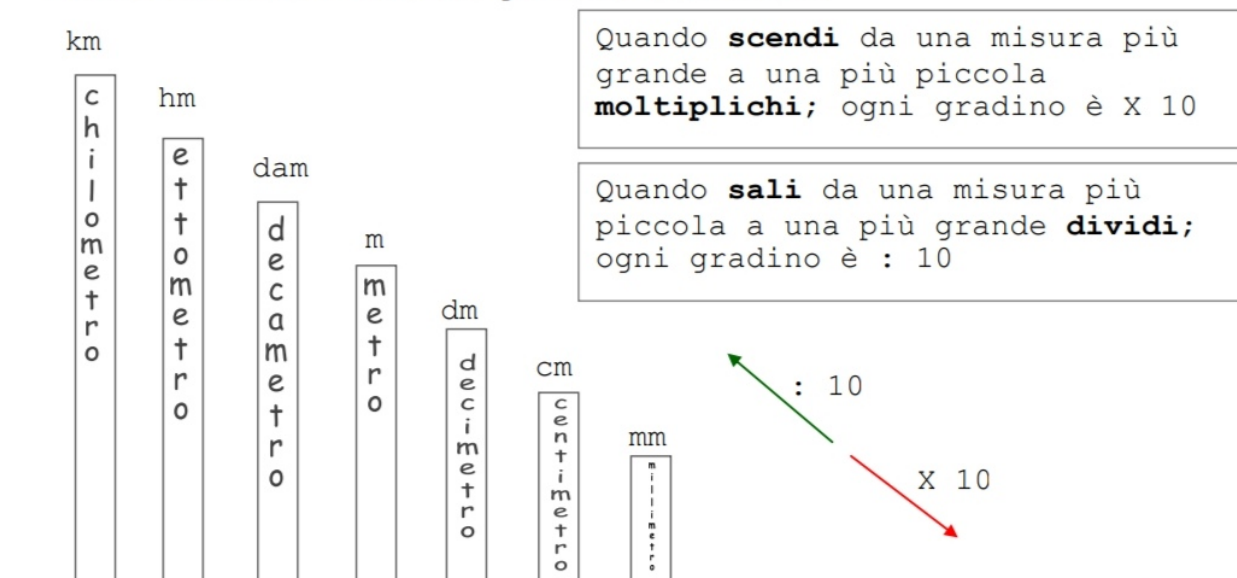 km
chilometro
hm
ettometro
dam
decametro
m
metro
dm
decimetro
cm
centimetro
mm
millimetro
Quando scendi da una misura più
grande a una più piccola
moltiplichi; ogni gradino è X 10
Quando sali da una misura più
piccola a una più grande dividi;
ogni gradino è : 10
: 10
X 10